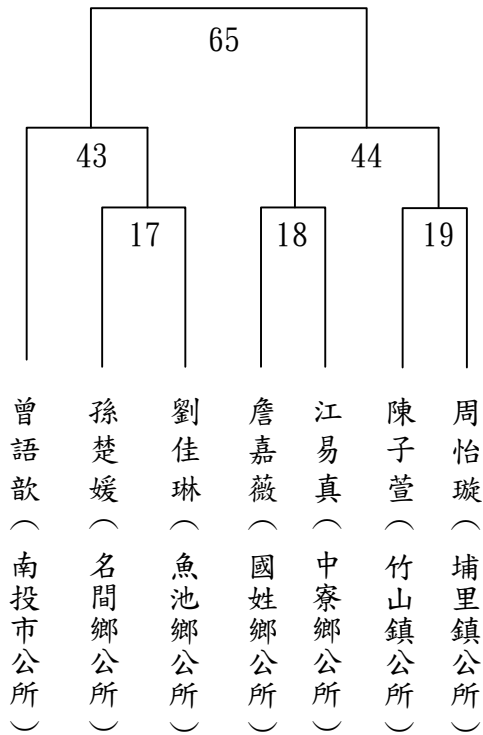 65
43
44
17
18
19
曾語歆（南投市公所）
孫楚媛（名間鄉公所）
劉佳琳（魚池鄉公所）
詹嘉薇（國姓鄉公所）
江易真（中寮鄉公所）
陳子萱（竹山鎮公所）
周怡璇（埔里鎮公所）